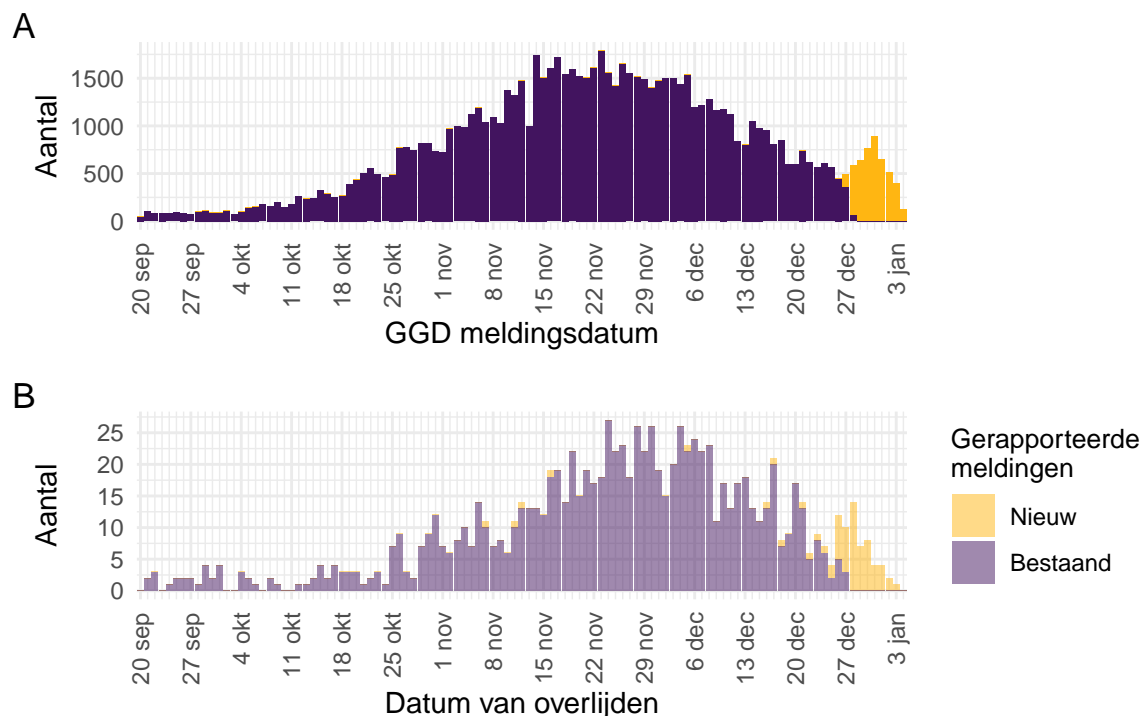 A
Aantal
1500
1000
500
0
20 sep
27 sep
4 okt
11 okt
18 okt
25 okt
1 nov
8 nov
15 nov
22 nov
29 nov
6 dec
13 dec
20 dec
27 dec
3 jan
GGD meldingsdatum
B
Aantal
25
20
15
10
5
0
20 sep
27 sep
4 okt
11 okt
18 okt
25 okt
1 nov
8 nov
15 nov
22 nov
29 nov
6 dec
13 dec
20 dec
27 dec
3 jan
Datum van overlijden
Gerapporteerde
meldingen
Nieuw
Bestaand